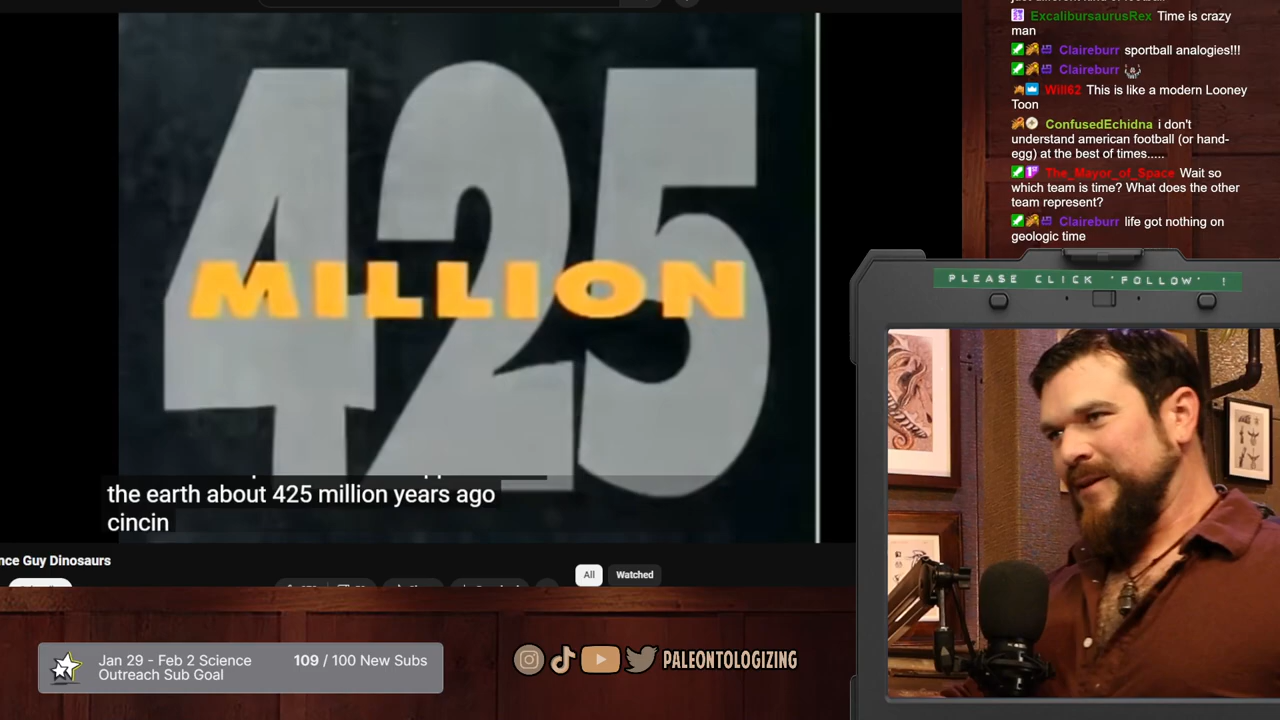 ExcalibursaurusRex Time is crazy
man
Claireburr sportball analogies!!!
Claireburr
Will62 This is like a modern Looney
Toon
ConfusedEchidna i don't
understand american football (or hand-
egg) at the best of times.....
The_Mayor_of_Space Wait so
which team is time? What does the other
team represent?
Claireburr life got nothing on
geologic time
425
MILLION
the earth about 425 million years ago
cincin
nce Guy Dinosaurs
All
Watched
PLEASE CLICK 'FOLLOW' !
Jan 29 - Feb 2 Science
Outreach Sub Goal
109 / 100 New Subs
PALEONTOLOGIZING